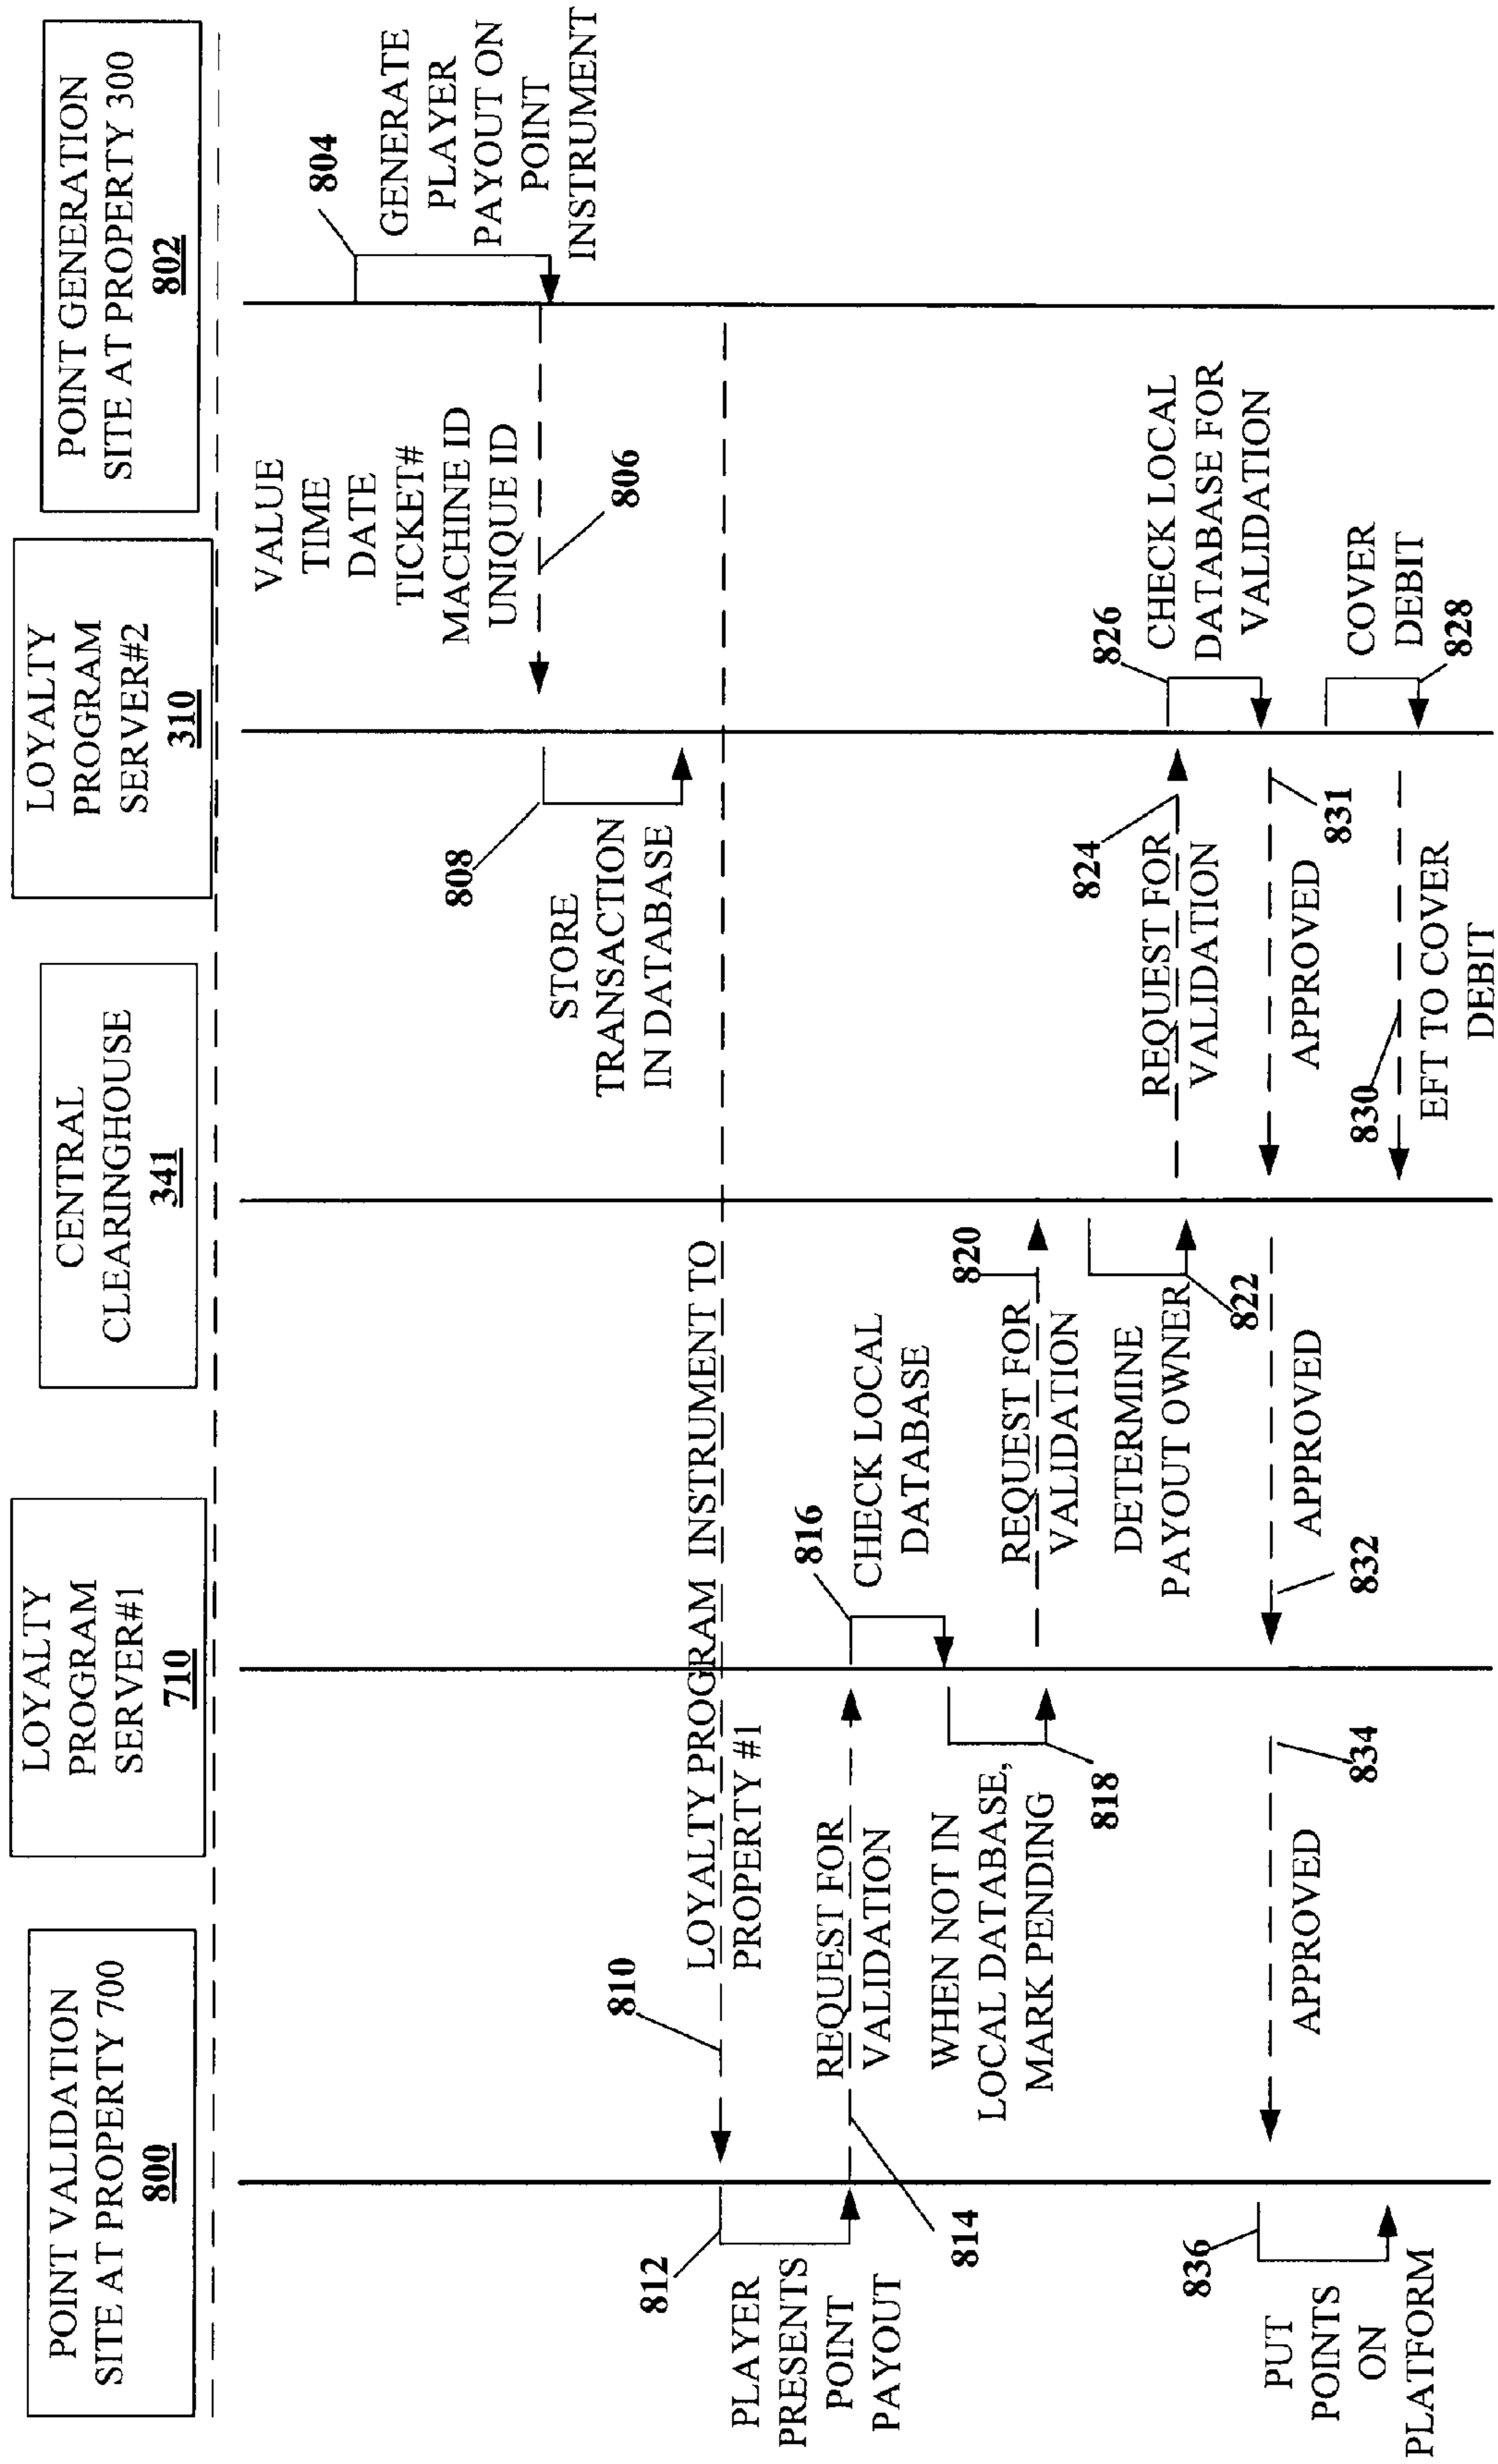 POINT VALIDATION
SITE AT PROPERTY 700
800
LOYALTY
PROGRAM
SERVER#1
710
CENTRAL
CLEARINGHOUSE
341
LOYALTY
PROGRAM
SERVER#2
310
POINT GENERATION
SITE AT PROPERTY 300
802
804
GENERATE
PLAYER
PAYOUT ON
POINT
INSTRUMENT
VALUE
TIME
DATE
TICKET#
MACHINE ID
UNIQUE ID
806
808
STORE
TRANSACTION
IN DATABASE
810
LOYALTY PROGRAM INSTRUMENT TO
PROPERTY #1
812
PLAYER
PRESENTS
POINT
PAYOUT
814
REQUEST FOR
VALIDATION
816
CHECK LOCAL
DATABASE
WHEN NOT IN
LOCAL DATABASE,
MARK PENDING
818
820
REQUEST FOR
VALIDATION
DETERMINE
PAYOUT OWNER
822
824
REQUEST FOR
VALIDATION
826
CHECK LOCAL
DATABASE FOR
VALIDATION
COVER
DEBIT
828
831
APPROVED
830
EFT TO COVER
DEBIT
APPROVED
832
834
APPROVED
836
PUT
POINTS
ON
PLATFORM